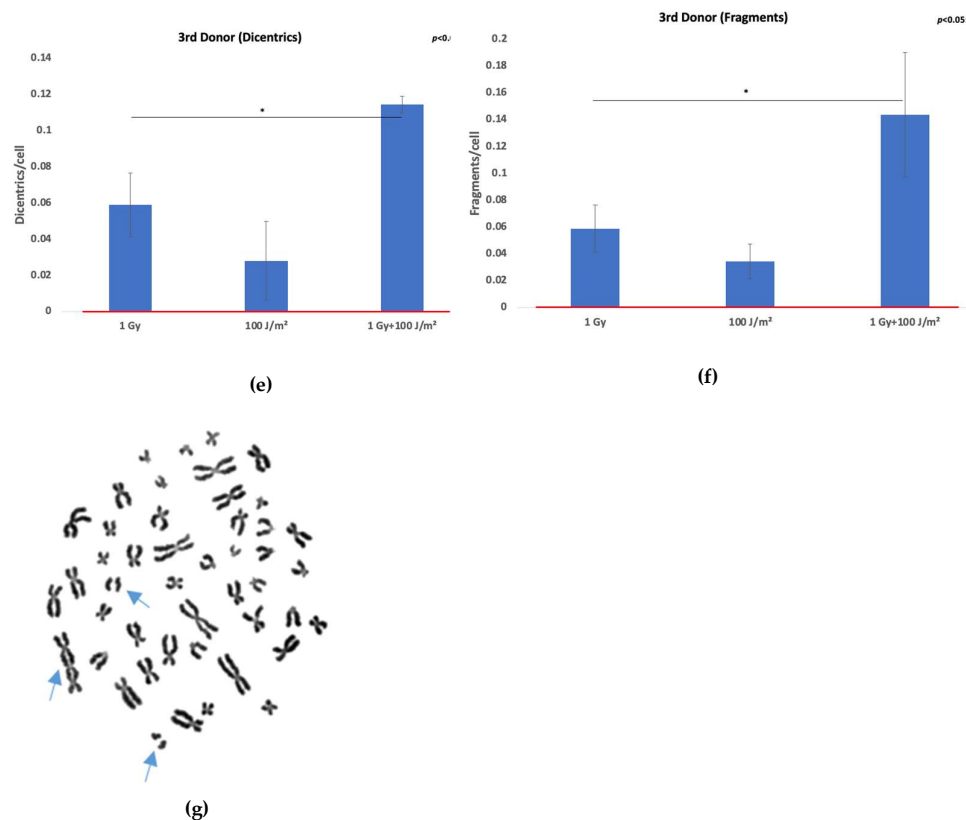 3rd Donor (Dicentrics)
p<0.
0.14
0.12
0.1
0.08
0.06
0.04
0.02
0
Dicentrics/cell
*
1 Gy
100 J/m²
1 Gy+100 J/m²
(e)
3rd Donor (Fragments)
p<0.05
0.2
0.18
0.16
0.14
0.12
0.1
0.08
0.06
0.04
0.02
0
Fragments/cell
*
1 Gy
100 J/m²
1 Gy+100 J/m²
(f)
(g)